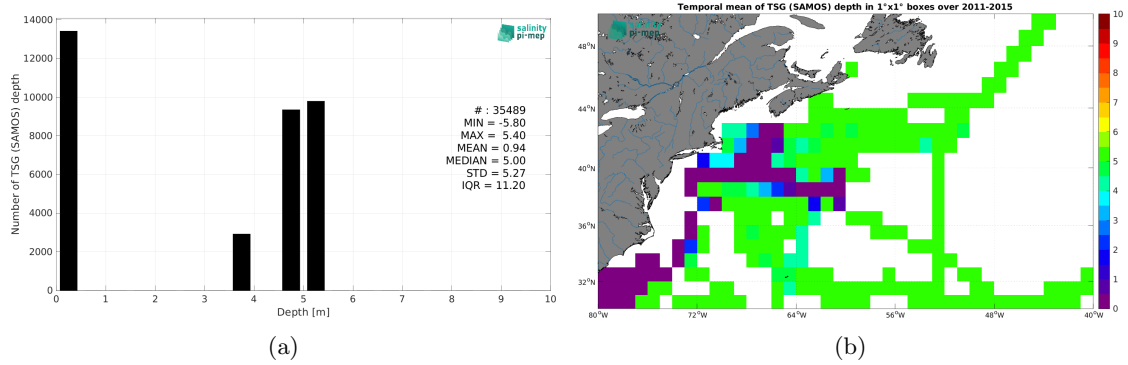 14000
12000
10000
8000
6000
4000
2000
0
Number of TSG (SAMOS) depth
0 1 2 3 4 5 6 7 8 9 10
Depth [m]
salinity
pi-mep
# : 35489
MIN = -5.80
MAX = 5.40
MEAN = 0.94
MEDIAN = 5.00
STD = 5.27
IQR = 11.20
(a)
Temporal mean of TSG (SAMOS) depth in 1°x1° boxes over 2011-2015
salinity
pi-mep
48°N
44°N
40°N
36°N
32°N
80°W 72°W 64°W 56°W 48°W 40°W
10
9
8
7
6
5
4
3
2
1
0
(b)